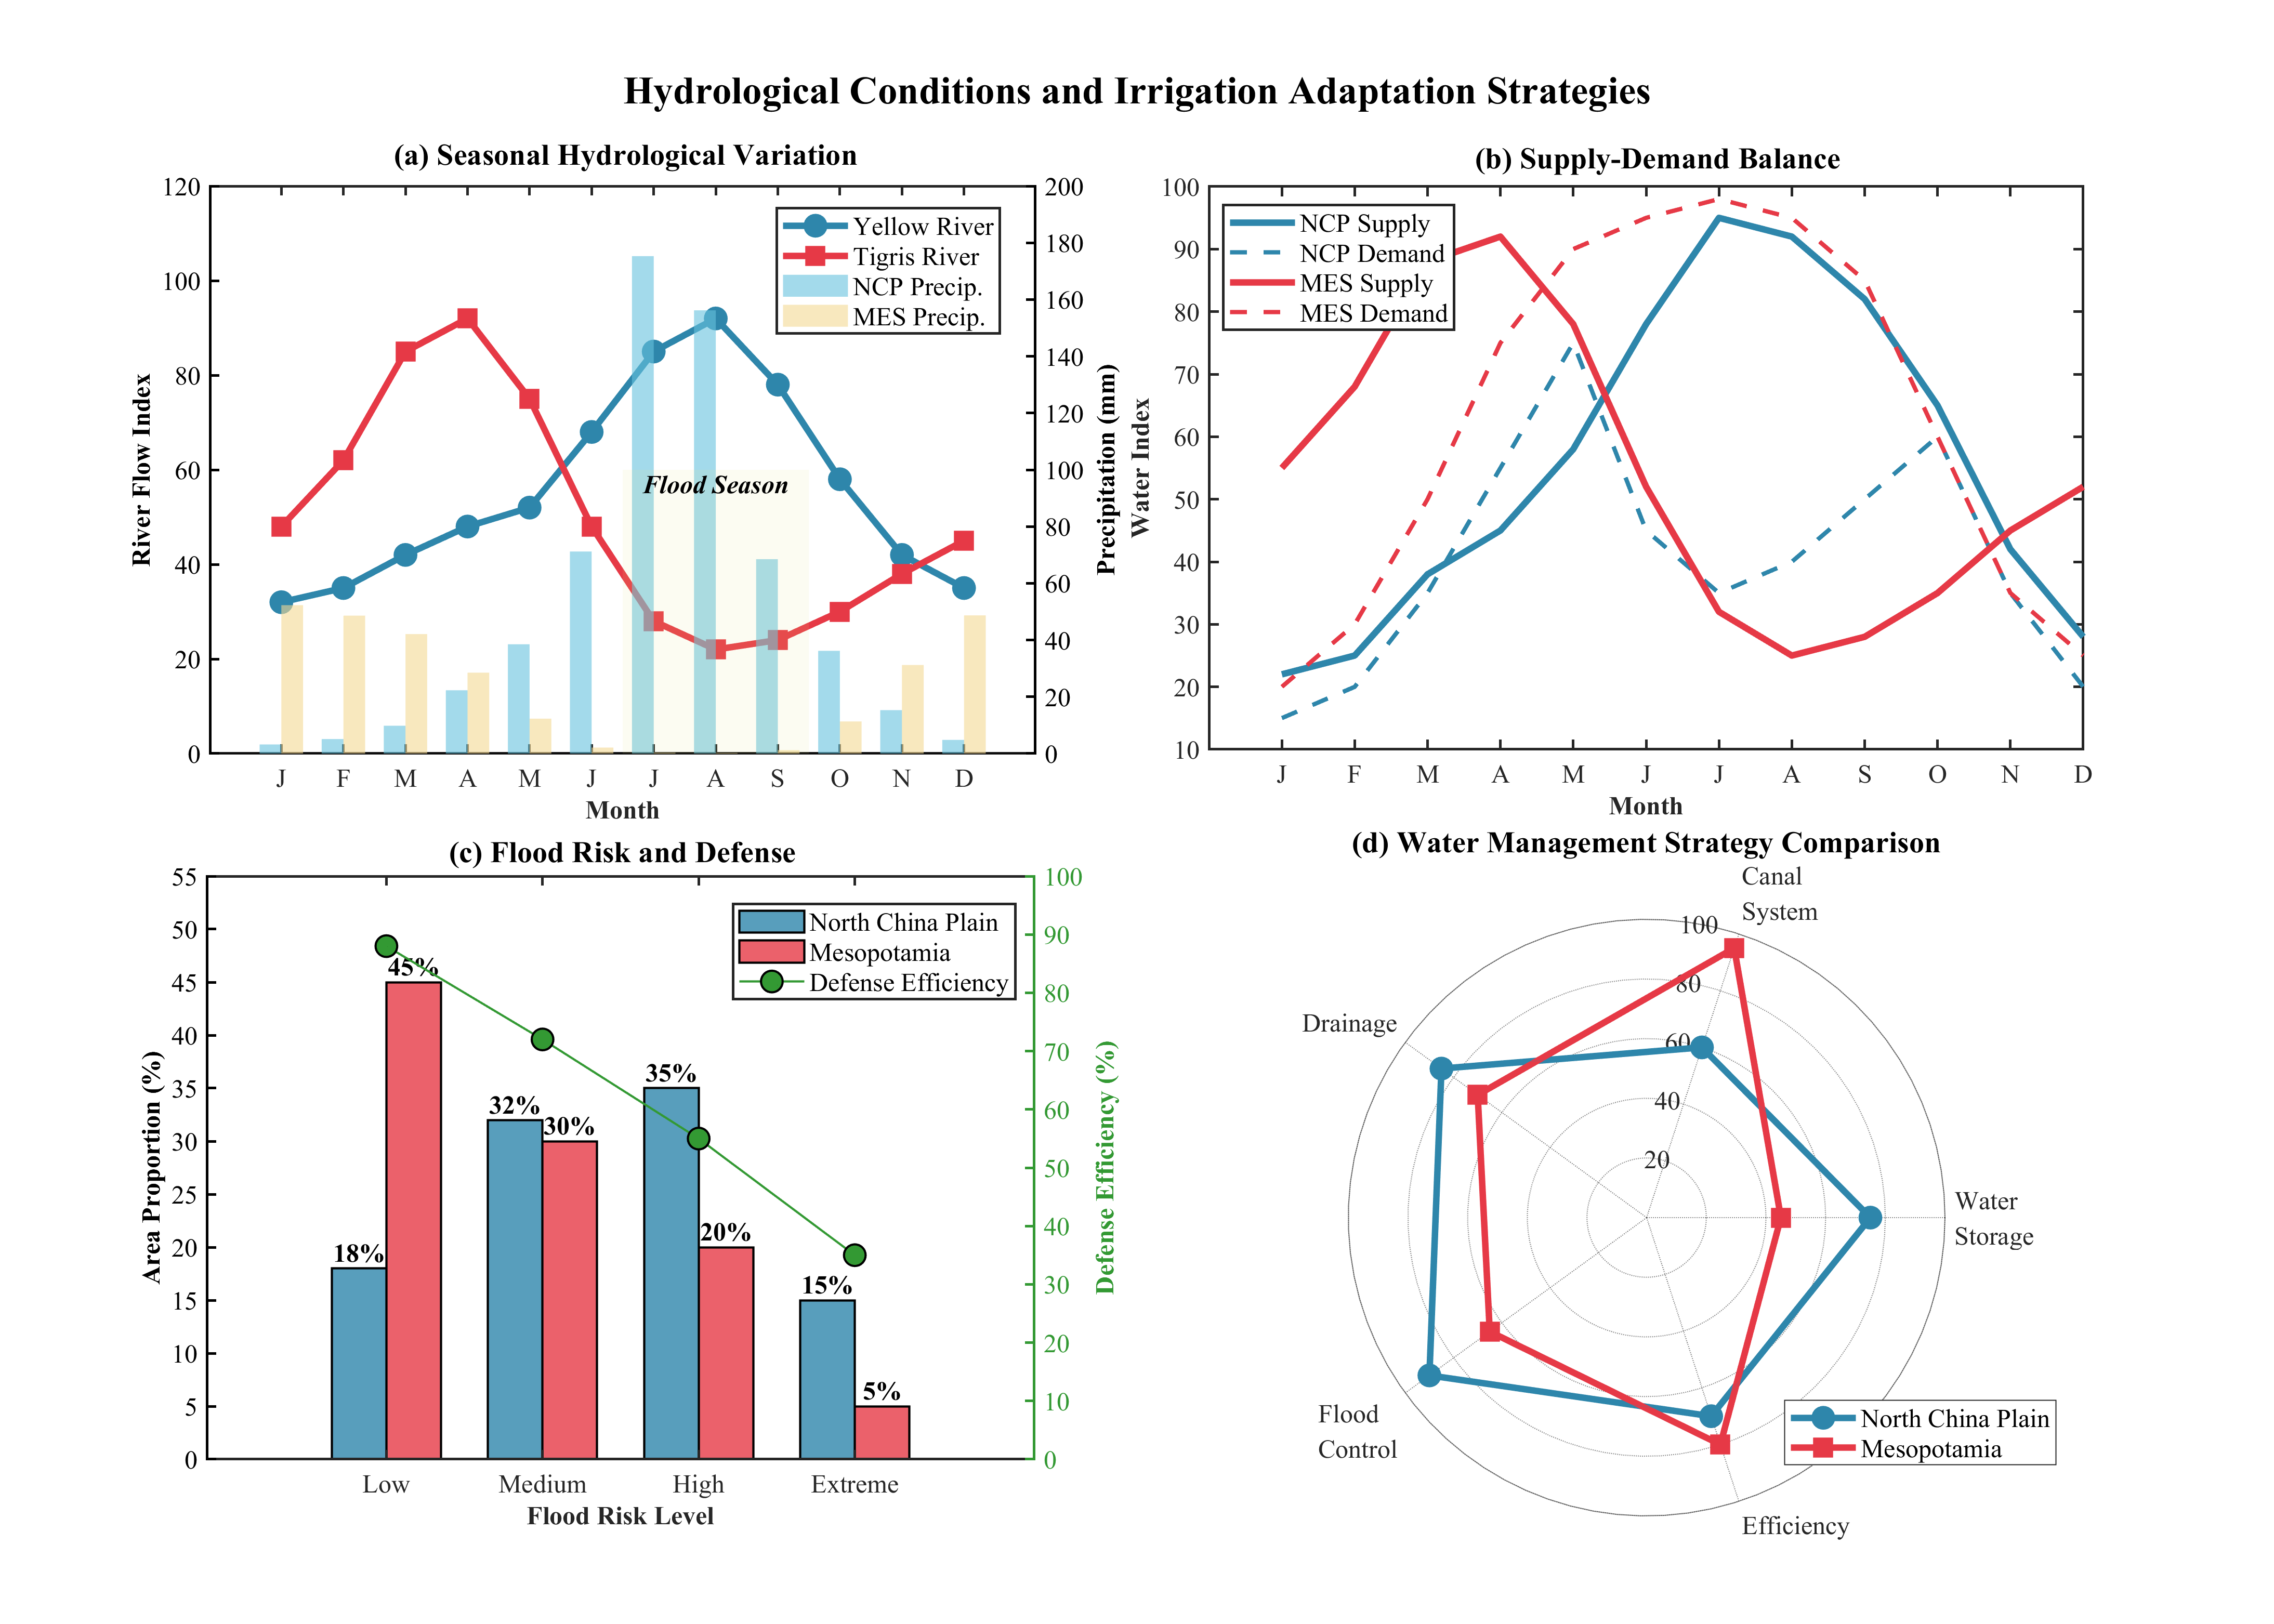 Hydrological Conditions and Irrigation Adaptation Strategies
(a) Seasonal Hydrological Variation
120
100
80
60
40
20
0
River Flow Index
200
180
160
140
120
100
80
60
40
20
0
Precipitation (mm)
Yellow River
Tigris River
NCP Precip.
MES Precip.
Flood Season
J F M A M J J A S O N D
Month
(b) Supply-Demand Balance
100
90
80
70
60
50
40
30
20
10
Water Index
NCP Supply
NCP Demand
MES Supply
MES Demand
J F M A M J J A S O N D
Month
(c) Flood Risk and Defense
55
50
45
40
35
30
25
20
15
10
5
0
Area Proportion (%)
100
90
80
70
60
50
40
30
20
10
0
Defense Efficiency (%)
North China Plain
Mesopotamia
Defense Efficiency
18%
45%
32%
30%
35%
20%
15%
5%
Low Medium High Extreme
Flood Risk Level
(d) Water Management Strategy Comparison
Canal
System
100
80
60
40
20
Drainage
Water
Storage
Flood
Control
Efficiency
North China Plain
Mesopotamia